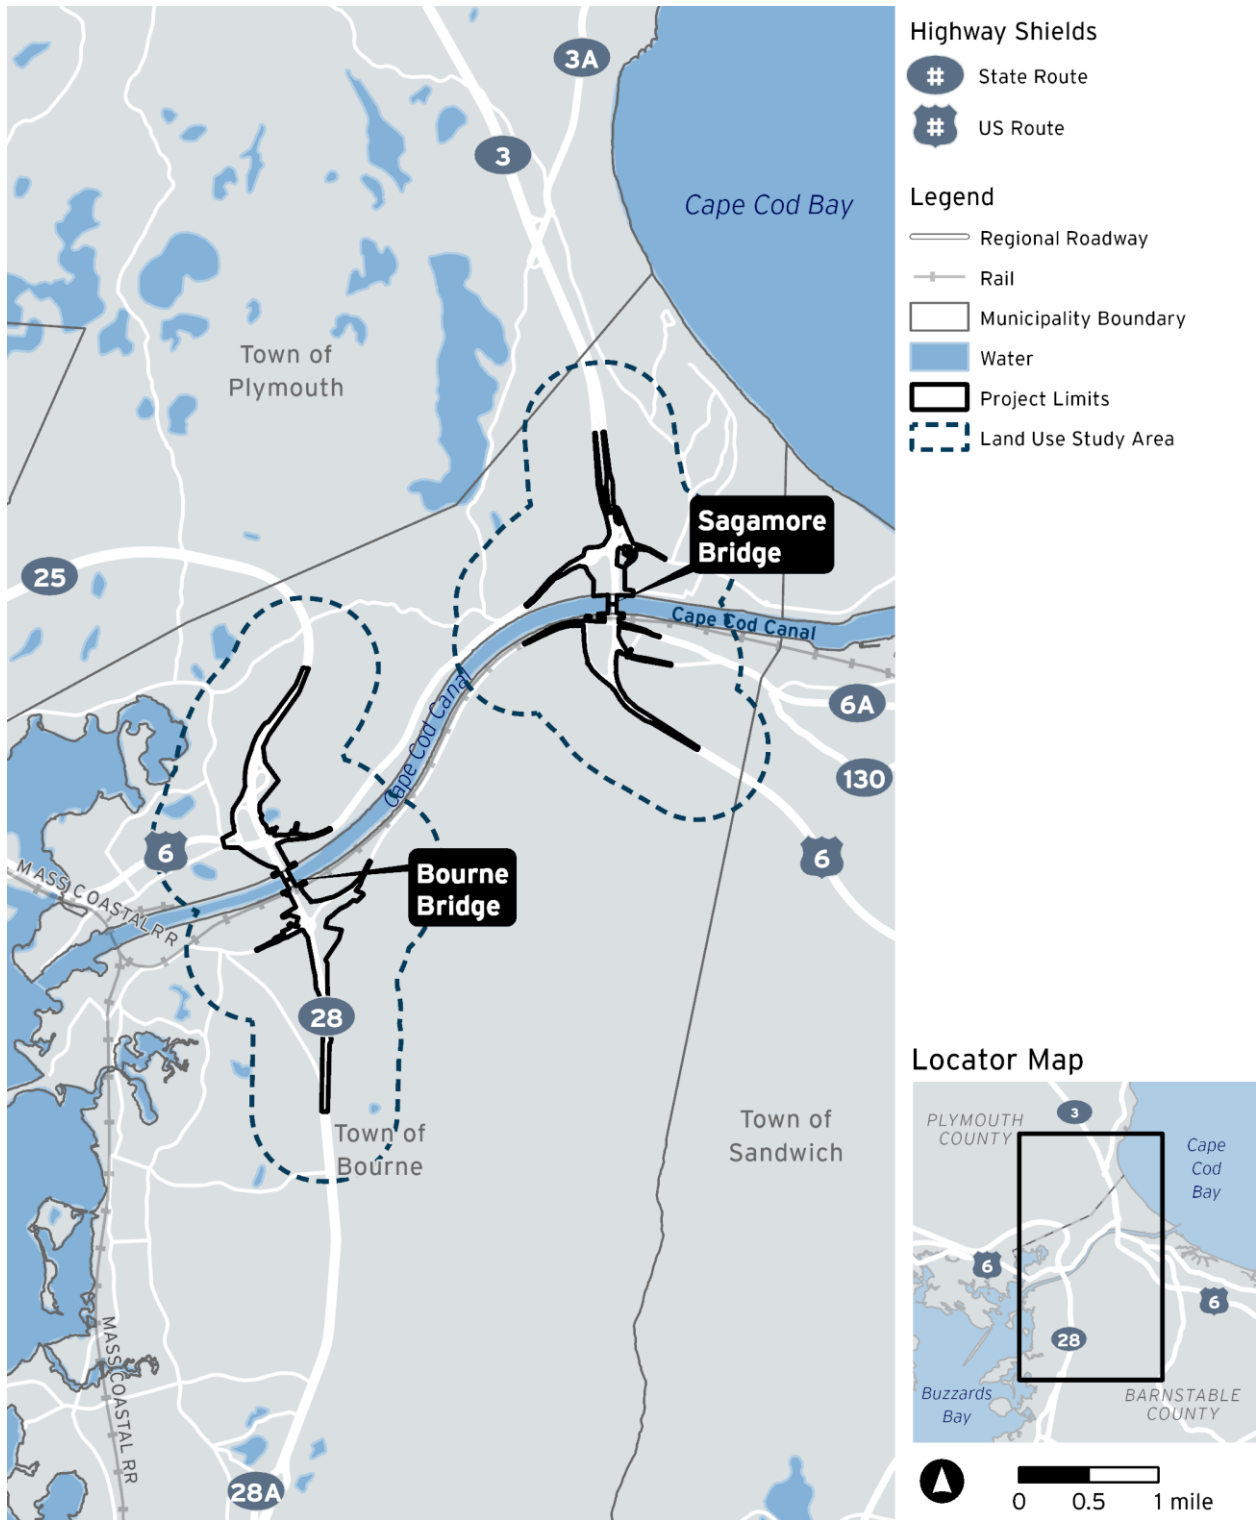 3A
3
Cape Cod Bay
Town of
Plymouth
Sagamore
Bridge
25
Cape Cod Canal
Cape Cod Canal
6A
130
6
6
MASS COASTAL RR
Bourne
Bridge
28
Town of
Bourne
Town of
Sandwich
MASS COASTAL RR
28A
Highway Shields
# State Route
# US Route
Legend
Regional Roadway
Rail
Municipality Boundary
Water
Project Limits
Land Use Study Area
Locator Map
PLYMOUTH
COUNTY
3
Cape
Cod
Bay
6
6
28
Buzzards
Bay
BARNSTABLE
COUNTY
0 0.5 1 mile